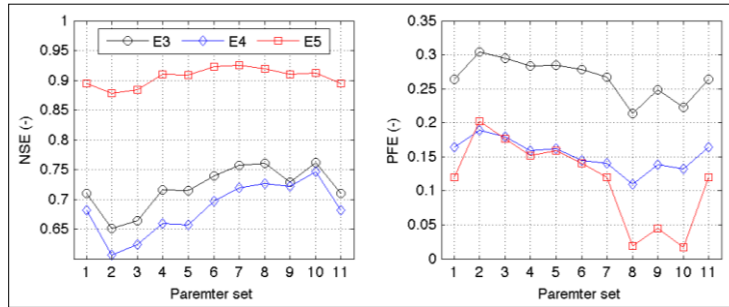 1
0.95
0.9
0.85
0.8
0.75
0.7
0.65
NSE (-)
E3 E4 E5
1 2 3 4 5 6 7 8 9 10 11
Paremter set
0.35
0.3
0.25
0.2
0.15
0.1
0.05
0
PFE (-)
1 2 3 4 5 6 7 8 9 10 11
Paremter set